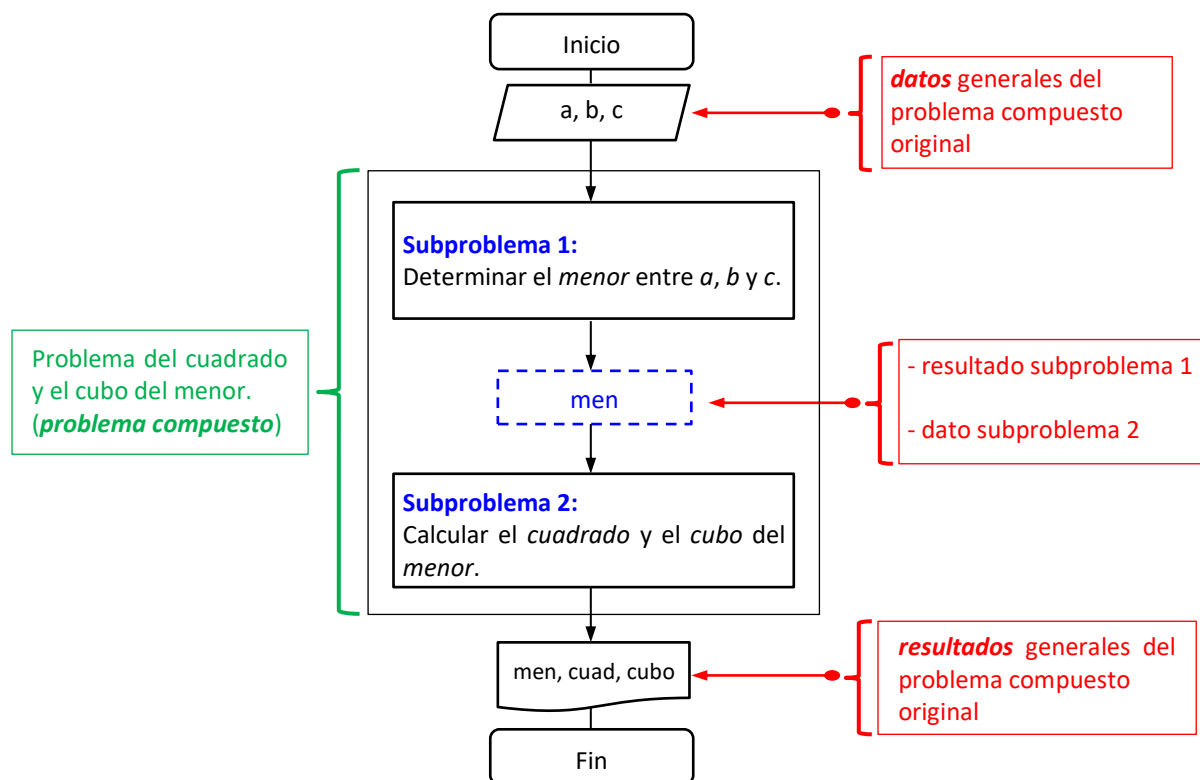 Inicio
a, b, c
datos generales del
problema compuesto
original
Subproblema 1:
Determinar el menor entre a, b y c.
Problema del cuadrado
y el cubo del menor.
(problema compuesto)
men
- resultado subproblema 1
- dato subproblema 2
Subproblema 2:
Calcular el cuadrado y el cubo del
menor.
men, cuad, cubo
resultados generales del
problema compuesto
original
Fin